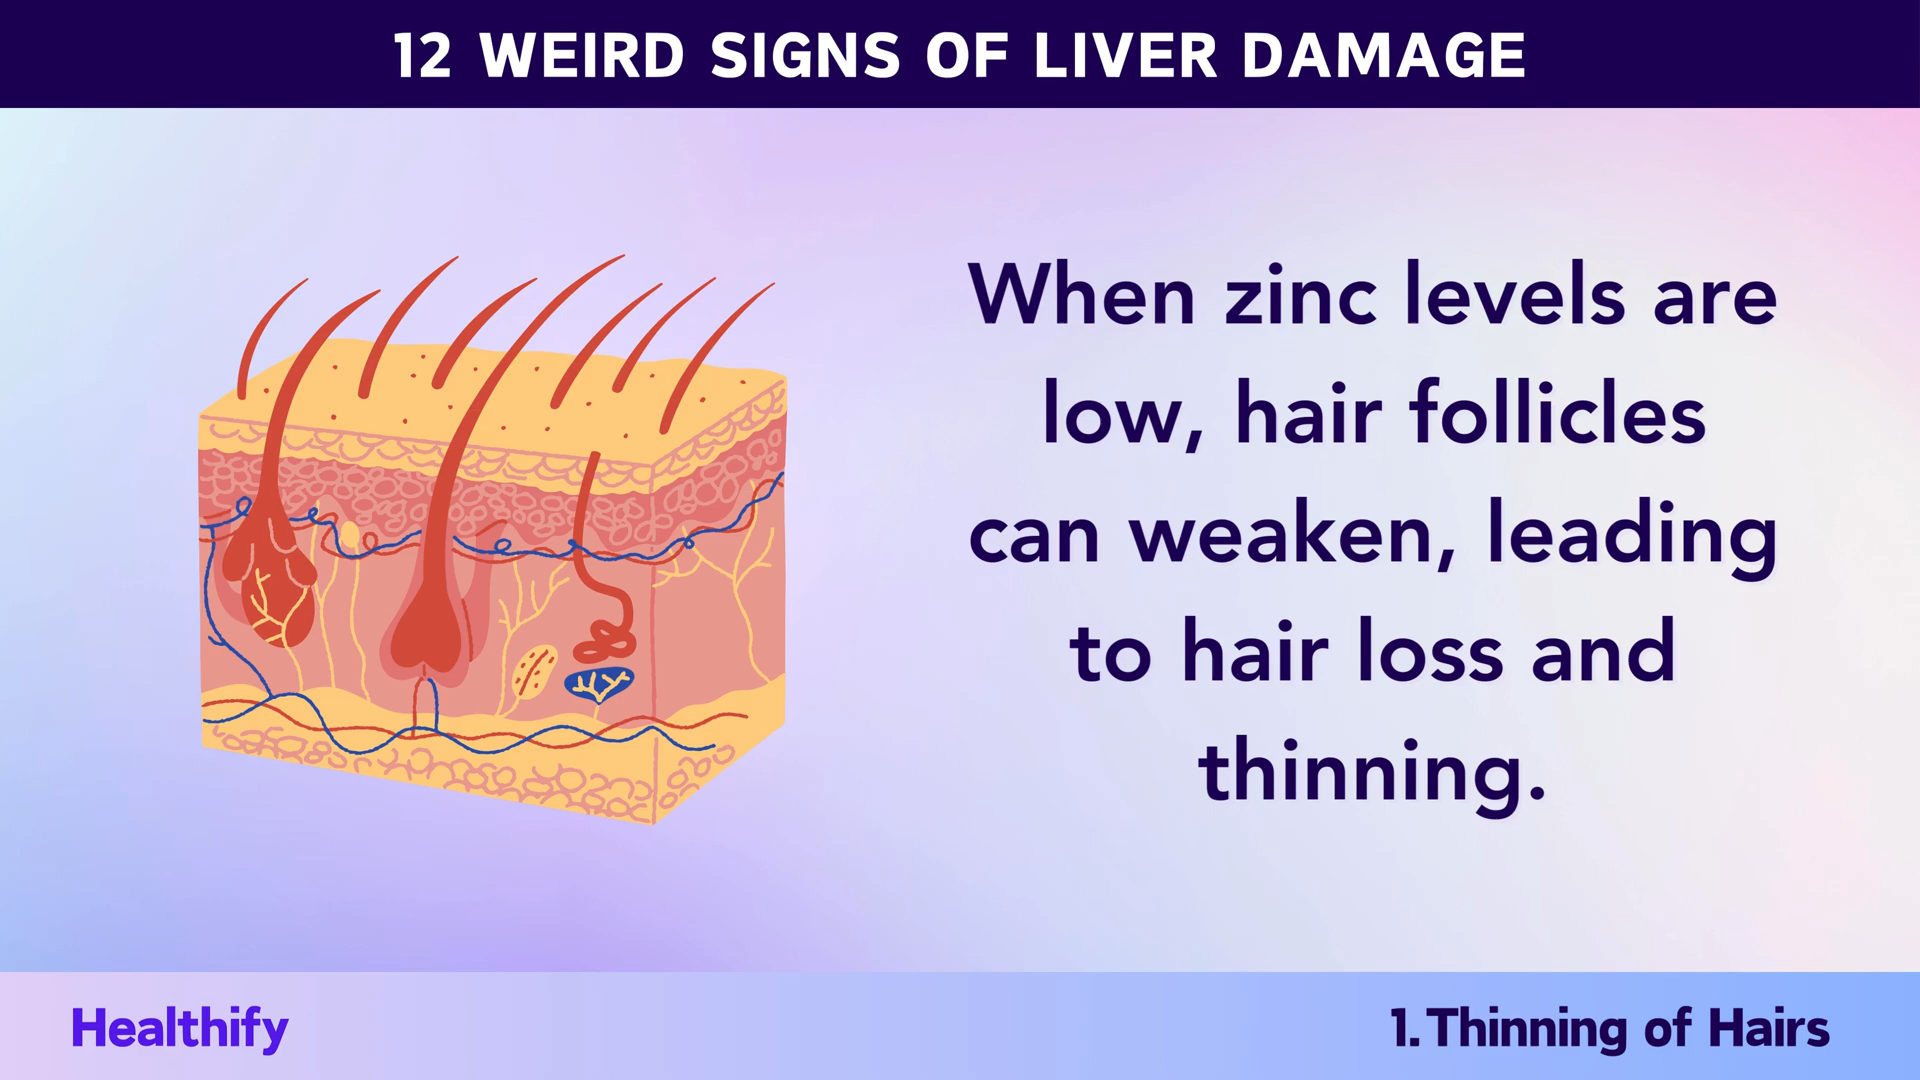 12 WEIRD SIGNS OF LIVER DAMAGE
When zinc levels are
low, hair follicles
can weaken, leading
to hair loss and
thinning.
Healthify
1. Thinning of Hairs